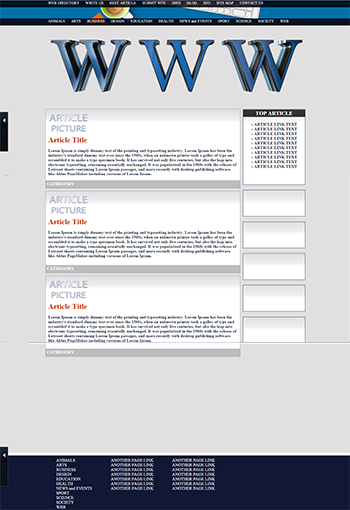 WEB DIRECTORY WRITE US BEST ARTICLE SUBMIT SITE INFO BLOG SEO SITE MAP CONTACT US
ANIMALS ARTS BUSINESS DESIGN EDUCATION HEALTH NEWS and EVENTS SPORT SCIENCE SOCIETY WEB
W W W
ARTICLE
PICTURE
Article Title
Lorem Ipsum is simply dummy text of the printing and typesetting industry. Lorem Ipsum has been the
industry's standard dummy text ever since the 1500s, when an unknown printer took a galley of type and
scrambled it to make a type specimen book. It has survived not only five centuries, but also the leap into
electronic typesetting, remaining essentially unchanged. It was popularised in the 1960s with the release of
Letraset sheets containing Lorem Ipsum passages, and more recently with desktop publishing software
like Aldus PageMaker including versions of Lorem Ipsum.
CATEGORY
ARTICLE
PICTURE
Article Title
Lorem Ipsum is simply dummy text of the printing and typesetting industry. Lorem Ipsum has been the
industry's standard dummy text ever since the 1500s, when an unknown printer took a galley of type and
scrambled it to make a type specimen book. It has survived not only five centuries, but also the leap into
electronic typesetting, remaining essentially unchanged. It was popularised in the 1960s with the release of
Letraset sheets containing Lorem Ipsum passages, and more recently with desktop publishing software
like Aldus PageMaker including versions of Lorem Ipsum.
CATEGORY
ARTICLE
PICTURE
Article Title
Lorem Ipsum is simply dummy text of the printing and typesetting industry. Lorem Ipsum has been the
industry's standard dummy text ever since the 1500s, when an unknown printer took a galley of type and
scrambled it to make a type specimen book. It has survived not only five centuries, but also the leap into
electronic typesetting, remaining essentially unchanged. It was popularised in the 1960s with the release of
Letraset sheets containing Lorem Ipsum passages, and more recently with desktop publishing software
like Aldus PageMaker including versions of Lorem Ipsum.
CATEGORY
TOP ARTICLE
ARTICLE LINK TEXT
ARTICLE LINK TEXT
ARTICLE LINK TEXT
ARTICLE LINK TEXT
ARTICLE LINK TEXT
ARTICLE LINK TEXT
ARTICLE LINK TEXT
ARTICLE LINK TEXT
ARTICLE LINK TEXT
ARTICLE LINK TEXT
ANIMALS ANOTHER PAGE LINK ANOTHER PAGE LINK
ARTS ANOTHER PAGE LINK ANOTHER PAGE LINK
BUSINESS ANOTHER PAGE LINK ANOTHER PAGE LINK
DESIGN ANOTHER PAGE LINK ANOTHER PAGE LINK
EDUCATION ANOTHER PAGE LINK ANOTHER PAGE LINK
HEALTH ANOTHER PAGE LINK ANOTHER PAGE LINK
NEWS and EVENTS ANOTHER PAGE LINK ANOTHER PAGE LINK
SPORT
SCIENCE
SOCIETY
WEB